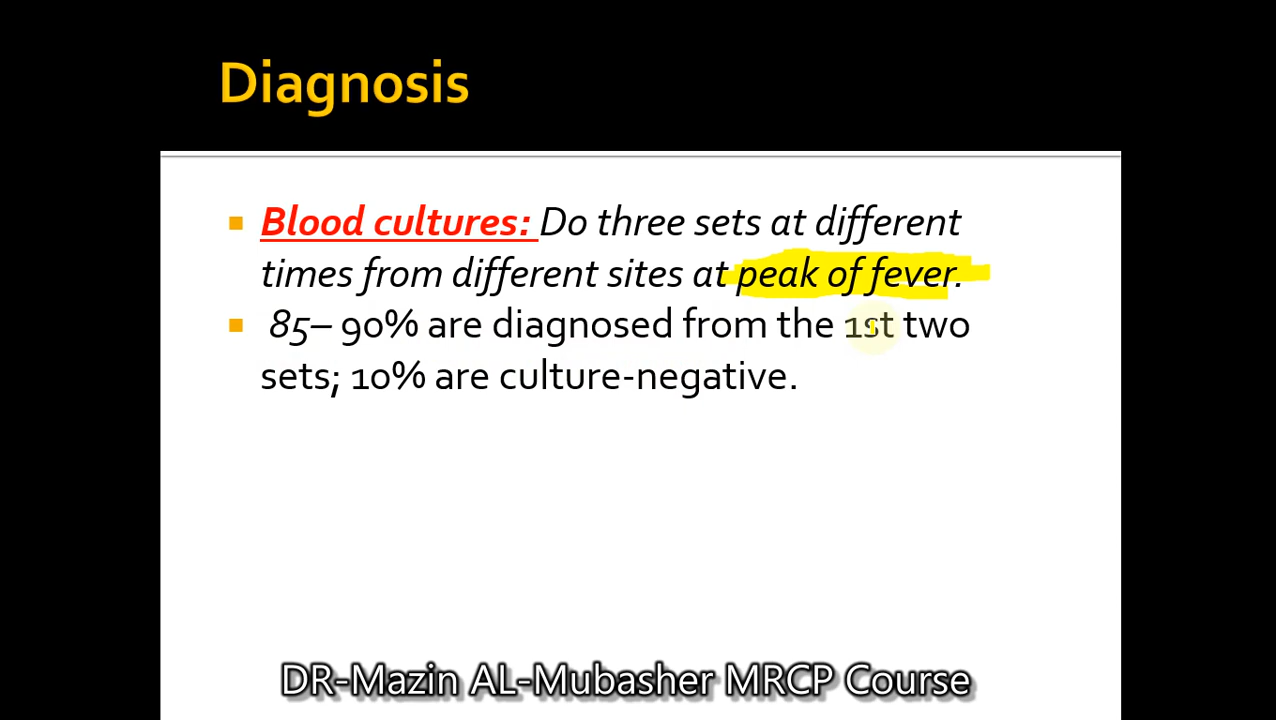 Diagnosis
Blood cultures: Do three sets at different
times from different sites at peak of fever.
85– 90% are diagnosed from the 1st two
sets; 10% are culture-negative.
DR-Mazin AL-Mubasher MRCP Course